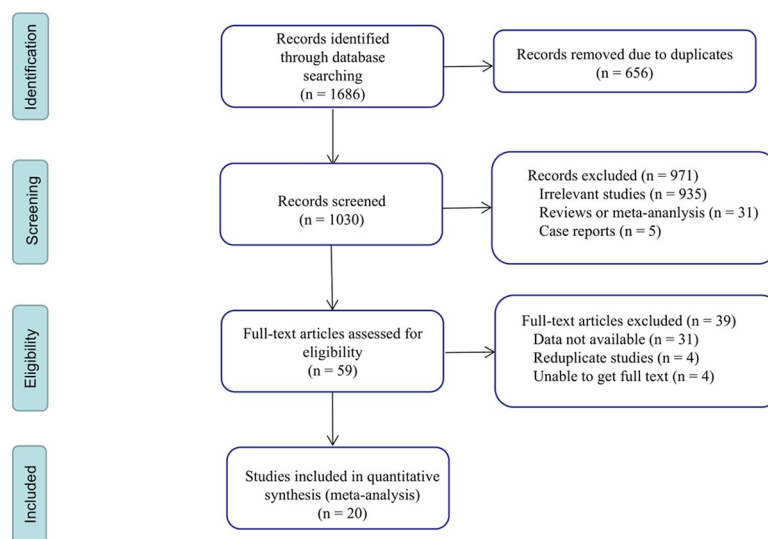 Identification
Records identified
through database
searching
(n = 1686)
Records removed due to duplicates
(n = 656)
Screening
Records screened
(n = 1030)
Records excluded (n = 971)
Irrelevant studies (n = 935)
Reviews or meta-ananlysis (n = 31)
Case reports (n = 5)
Eligibility
Full-text articles assessed for
eligibility
(n = 59)
Full-text articles excluded (n = 39)
Data not available (n = 31)
Reduplicate studies (n = 4)
Unable to get full text (n = 4)
Included
Studies included in quantitative
synthesis (meta-analysis)
(n = 20)